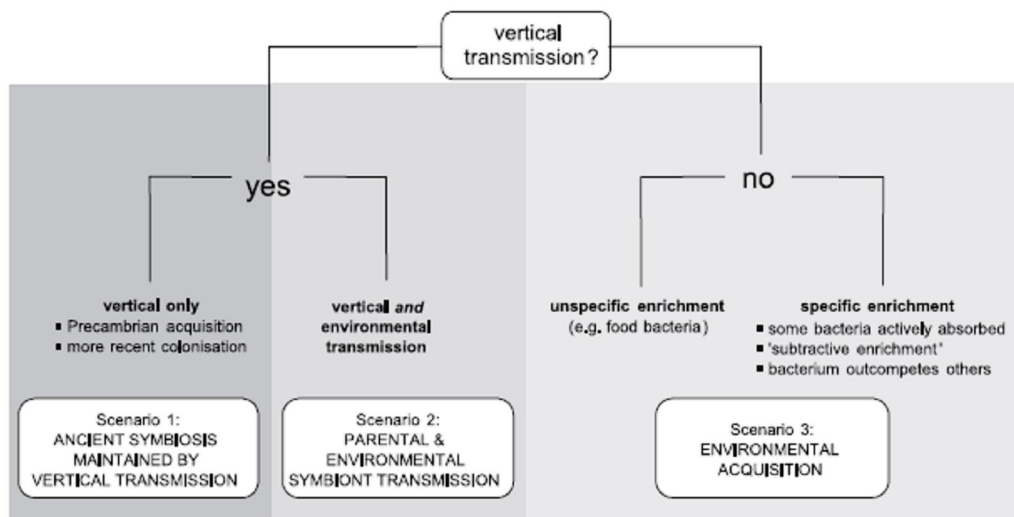 vertical
transmission?
yes
no
vertical only
▪ Precambrian acquisition
▪ more recent colonisation
vertical and
environmental
transmission
unspecific enrichment
(e.g. food bacteria)
specific enrichment
▪ some bacteria actively absorbed
▪ 'subtractive enrichment'
▪ bacterium outcompetes others
Scenario 1:
ANCIENT SYMBIOSIS
MAINTAINED BY
VERTICAL TRANSMISSION
Scenario 2:
PARENTAL &
ENVIRONMENTAL
SYMBIONT TRANSMISSION
Scenario 3:
ENVIRONMENTAL
ACQUISITION